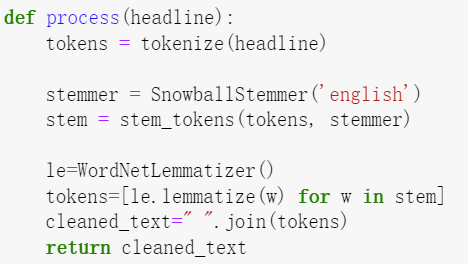 def process(headline):
    tokens = tokenize(headline)

    stemmer = SnowballStemmer('english')
    stem = stem_tokens(tokens, stemmer)

    le=WordNetLemmatizer()
    tokens=[le.lemmatize(w) for w in stem]
    cleaned_text=" ".join(tokens)
    return cleaned_text